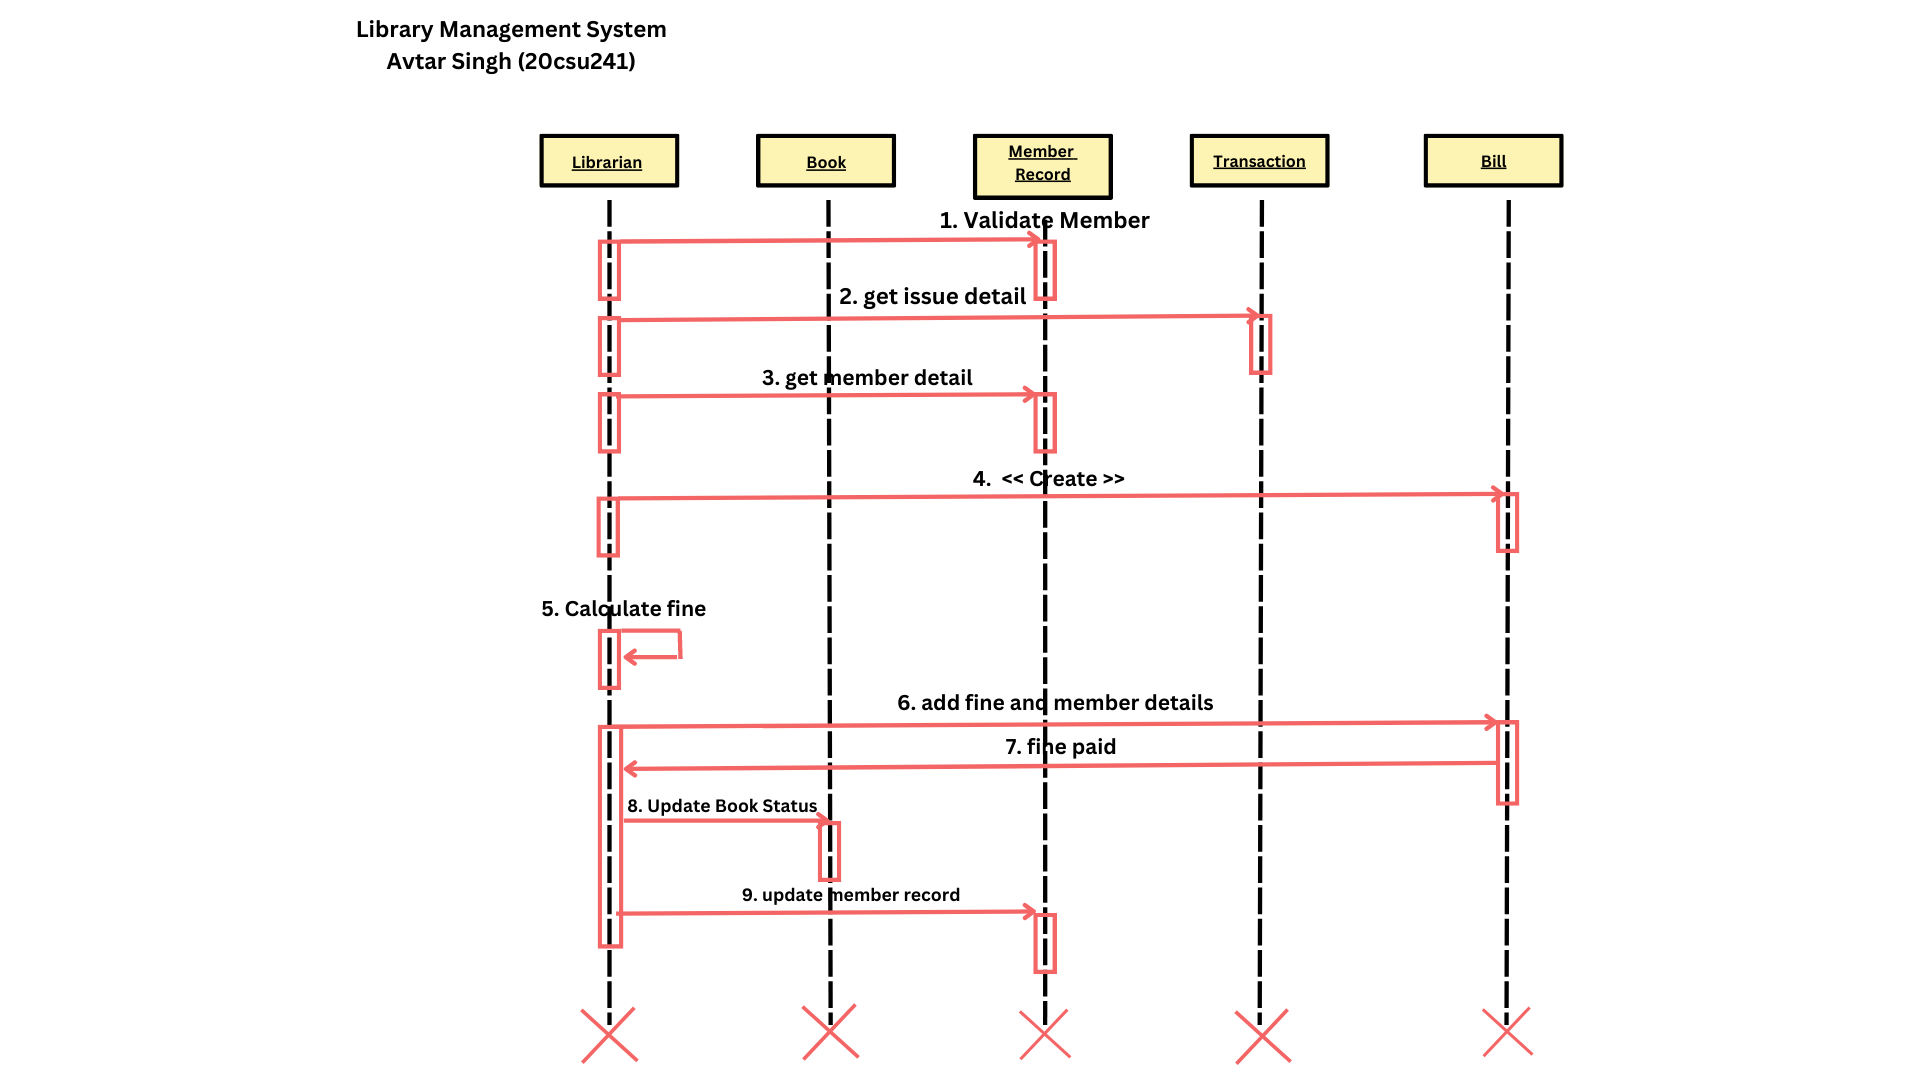 Library Management System
Avtar Singh (20csu241)
Librarian
Book
Member
Record
Transaction
Bill
1. Validate Member
2. get issue detail
3. get member detail
4. << Create >>
5. Calculate fine
6. add fine and member details
7. fine paid
8. Update Book Status
9. update member record